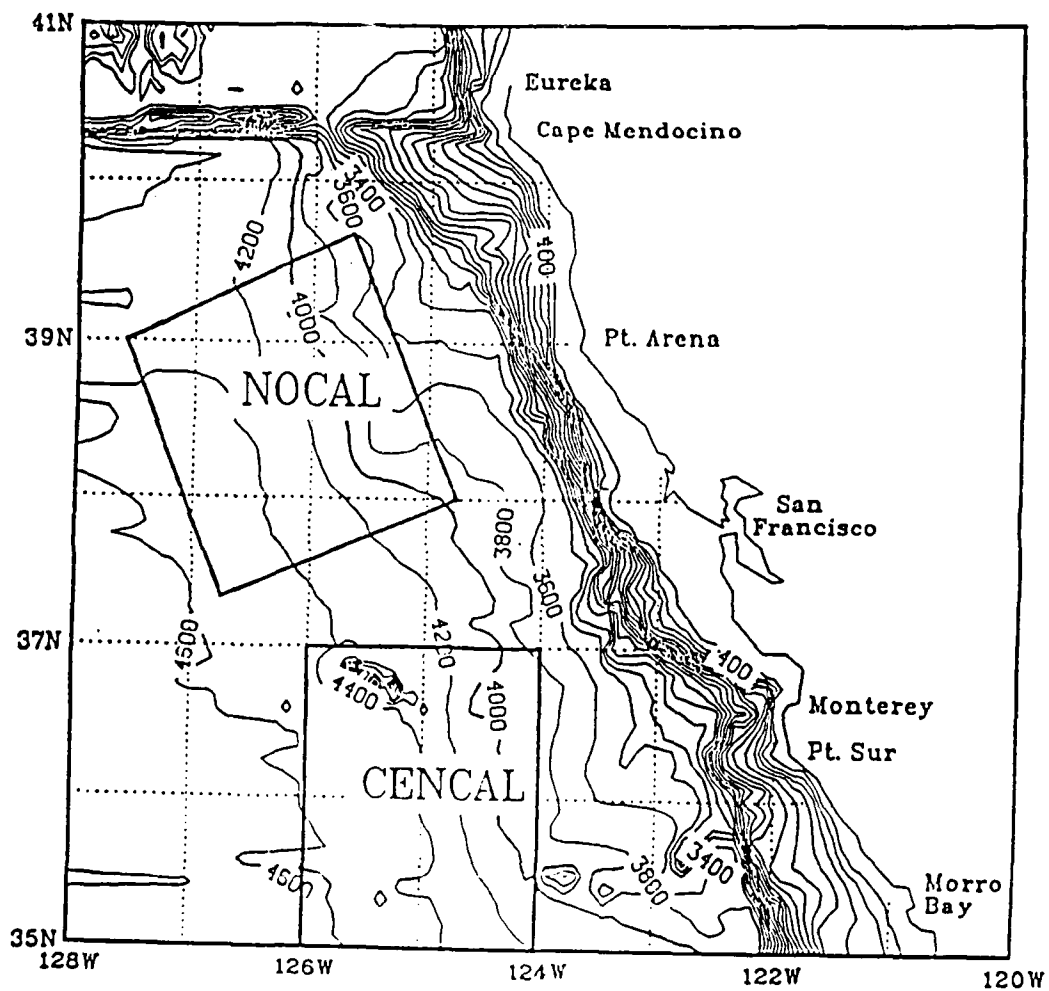 41N
Eureka
Cape Mendocino
3400
3600
4200
400
4000
39N
Pt. Arena
NOCAL
San
Francisco
3800
3600
37N
4600
4200
400
4400
4000
Monterey
Pt. Sur
CENCAL
3400
3800
4600
Morro
Bay
35N
128W
126W
124W
122W
120W